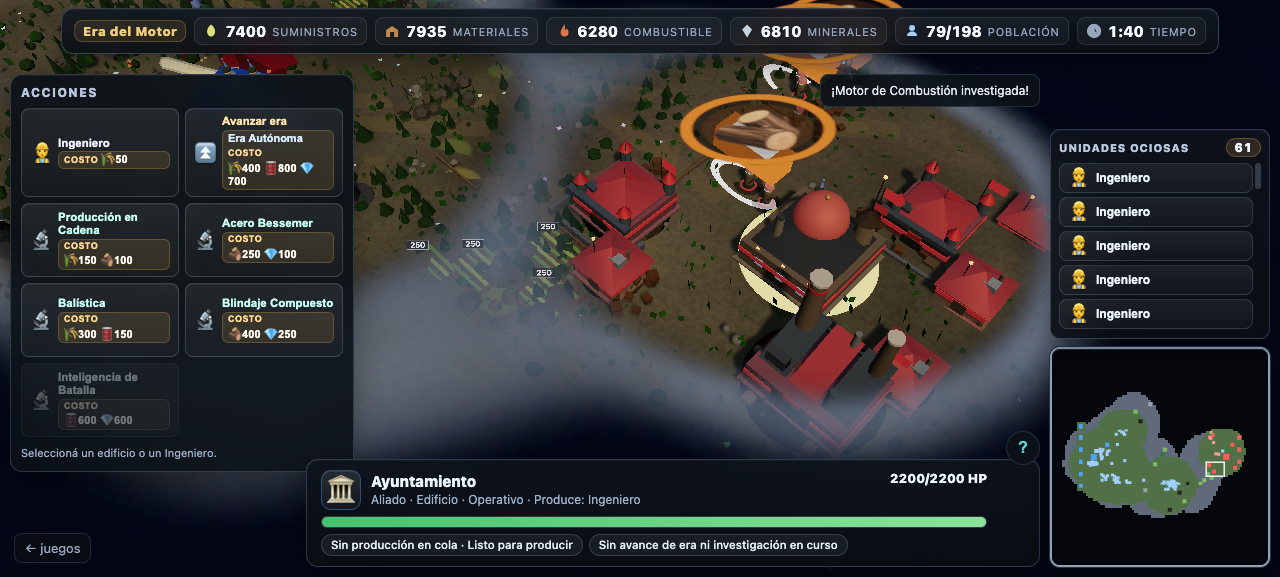 Era del Motor 7400 SUMINISTROS 7935 MATERIALES 6280 COMBUSTIBLE 6810 MINERALES 79/198 POBLACIÓN 1:40 TIEMPO
¡Motor de Combustión investigada!
ACCIONES
Ingeniero
COSTO 50
Avanzar era
Era Autónoma
COSTO
400 800
700
Producción en
Cadena
COSTO
150 100
Acero Bessemer
COSTO
250 100
Balística
COSTO
300 150
Blindaje Compuesto
COSTO
400 250
Inteligencia de
Batalla
COSTO
600 600
Seleccioná un edificio o un Ingeniero.
250
250
250
250
UNIDADES OCIOSAS 61
Ingeniero
Ingeniero
Ingeniero
Ingeniero
Ingeniero
?
Ayuntamiento 2200/2200 HP
Aliado · Edificio · Operativo · Produce: Ingeniero
Sin producción en cola · Listo para producir Sin avance de era ni investigación en curso
← juegos